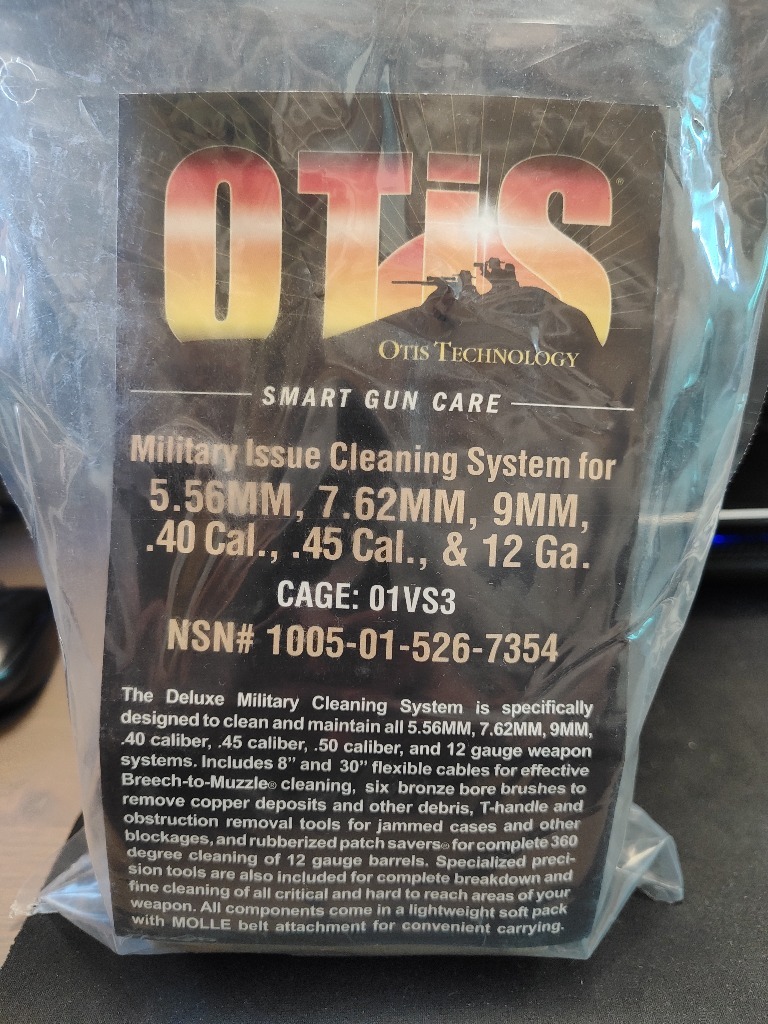 OTiS®
OTIS TECHNOLOGY
SMART GUN CARE
Military Issue Cleaning System for
5.56MM, 7.62MM, 9MM,
.40 Cal., .45 Cal., & 12 Ga.
CAGE: 01VS3
NSN# 1005-01-526-7354
The Deluxe Military Cleaning System is specifically
designed to clean and maintain all 5.56MM, 7.62MM, 9MM,
.40 caliber, .45 caliber, .50 caliber, and 12 gauge weapon
systems. Includes 8” and 30” flexible cables for effective
Breech-to-Muzzle® cleaning, six bronze bore brushes to
remove copper deposits and other debris, T-handle and
obstruction removal tools for jammed cases and other
blockages, and rubberized patch savers® for complete 360
degree cleaning of 12 gauge barrels. Specialized preci-
sion tools are also included for complete breakdown and
fine cleaning of all critical and hard to reach areas of your
weapon. All components come in a lightweight soft pack
with MOLLE belt attachment for convenient carrying.